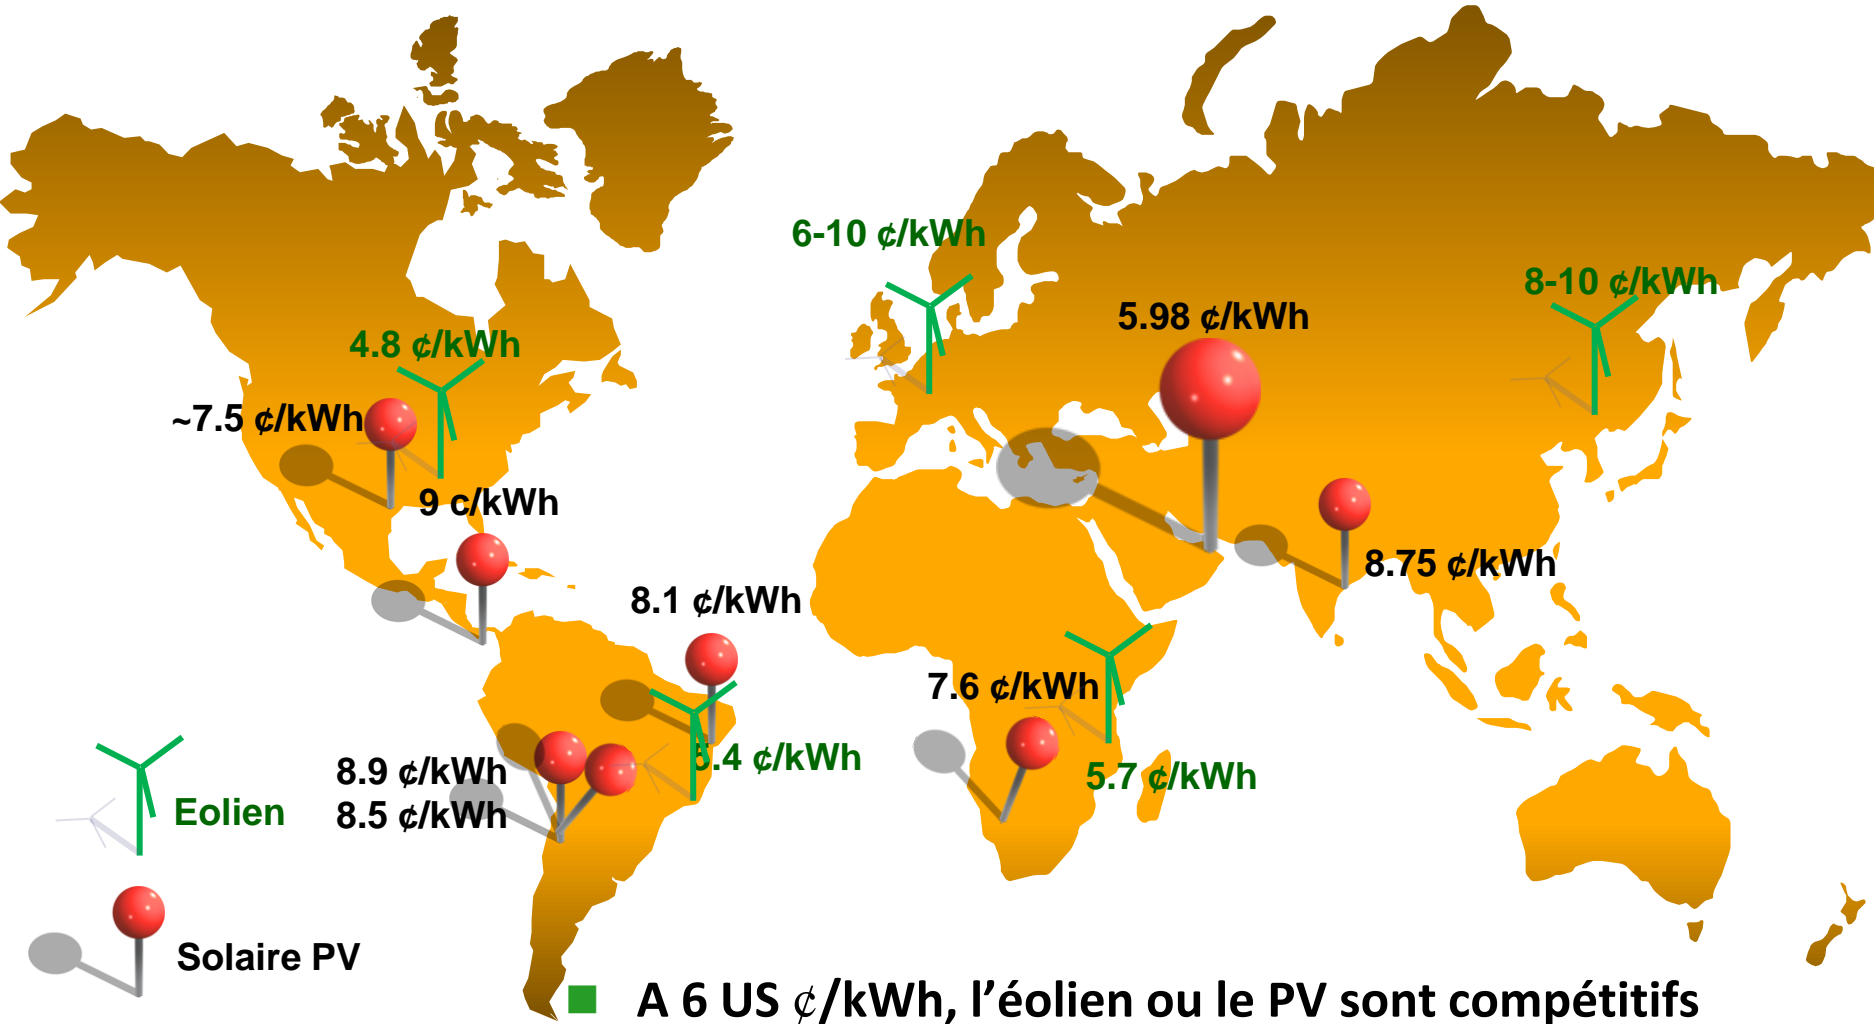 6-10 ¢/kWh
8-10 ¢/kWh
5.98 ¢/kWh
4.8 ¢/kWh
~7.5 ¢/kWh
9 c/kWh
8.75 ¢/kWh
8.1 ¢/kWh
7.6 ¢/kWh
5.4 ¢/kWh
8.9 ¢/kWh
5.7 ¢/kWh
8.5 ¢/kWh
Eolien
Solaire PV
A 6 US ¢/kWh, l’éolien ou le PV sont compétitifs